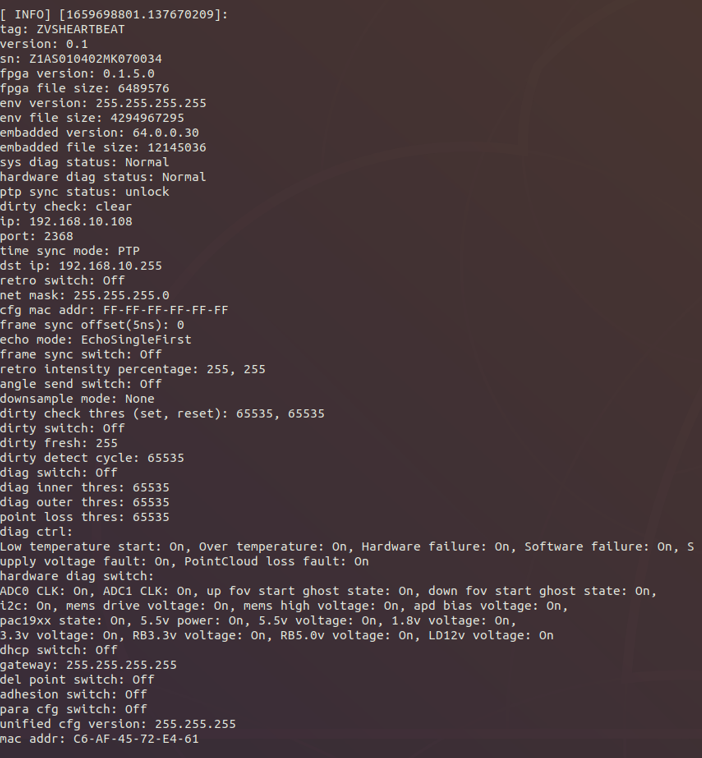 [ INFO] [1659698801.137670209]:
tag: ZVSHEARTBEAT
version: 0.1
sn: Z1AS010402MK070034
fpga version: 0.1.5.0
fpga file size: 6489576
env version: 255.255.255.255
env file size: 4294967295
embadded version: 64.0.0.30
embadded file size: 12145036
sys diag status: Normal
hardware diag status: Normal
ptp sync status: unlock
dirty check: clear
ip: 192.168.10.108
port: 2368
time sync mode: PTP
dst ip: 192.168.10.255
retro switch: Off
net mask: 255.255.255.0
cfg mac addr: FF-FF-FF-FF-FF-FF
frame sync offset(5ns): 0
echo mode: EchoSingleFirst
frame sync switch: Off
retro intensity percentage: 255, 255
angle send switch: Off
downsample mode: None
dirty check thres (set, reset): 65535, 65535
dirty switch: Off
dirty fresh: 255
dirty detect cycle: 65535
diag switch: Off
diag inner thres: 65535
diag outer thres: 65535
point loss thres: 65535
diag ctrl:
Low temperature start: On, Over temperature: On, Hardware failure: On, Software failure: On, S
upply voltage fault: On, PointCloud loss fault: On
hardware diag switch:
ADC0 CLK: On, ADC1 CLK: On, up fov start ghost state: On, down fov start ghost state: On,
i2c: On, mems drive voltage: On, mems high voltage: On, apd bias voltage: On,
pac19xx state: On, 5.5v power: On, 5.5v voltage: On, 1.8v voltage: On,
3.3v voltage: On, RB3.3v voltage: On, RB5.0v voltage: On, LD12v voltage: On
dhcp switch: Off
gateway: 255.255.255.255
del point switch: Off
adhesion switch: Off
para cfg switch: Off
unified cfg version: 255.255.255
mac addr: C6-AF-45-72-E4-61